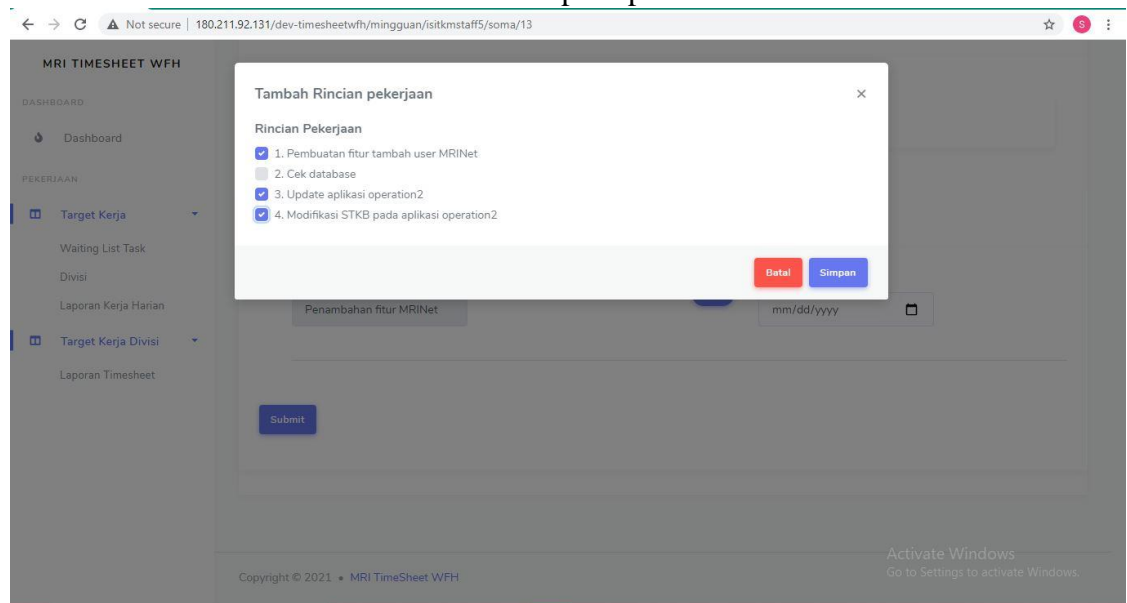 Not secure | 180.211.92.131/dev-timesheetwfh/mingguan/isitkmstaff5/soma/13
S
MRI TIMESHEET WFH
DASHBOARD
Dashboard
PEKERJAAN
Target Kerja
Waiting List Task
Divisi
Laporan Kerja Harian
Target Kerja Divisi
Laporan Timesheet
Tambah Rincian pekerjaan
×
Rincian Pekerjaan
1. Pembuatan fitur tambah user MRINet
2. Cek database
3. Update aplikasi operation2
4. Modifikasi STKB pada aplikasi operation2
Batal
Simpan
Penambahan fitur MRINet
mm/dd/yyyy
Submit
Activate Windows
Go to Settings to activate Windows.
Copyright © 2021 • MRI TimeSheet WFH